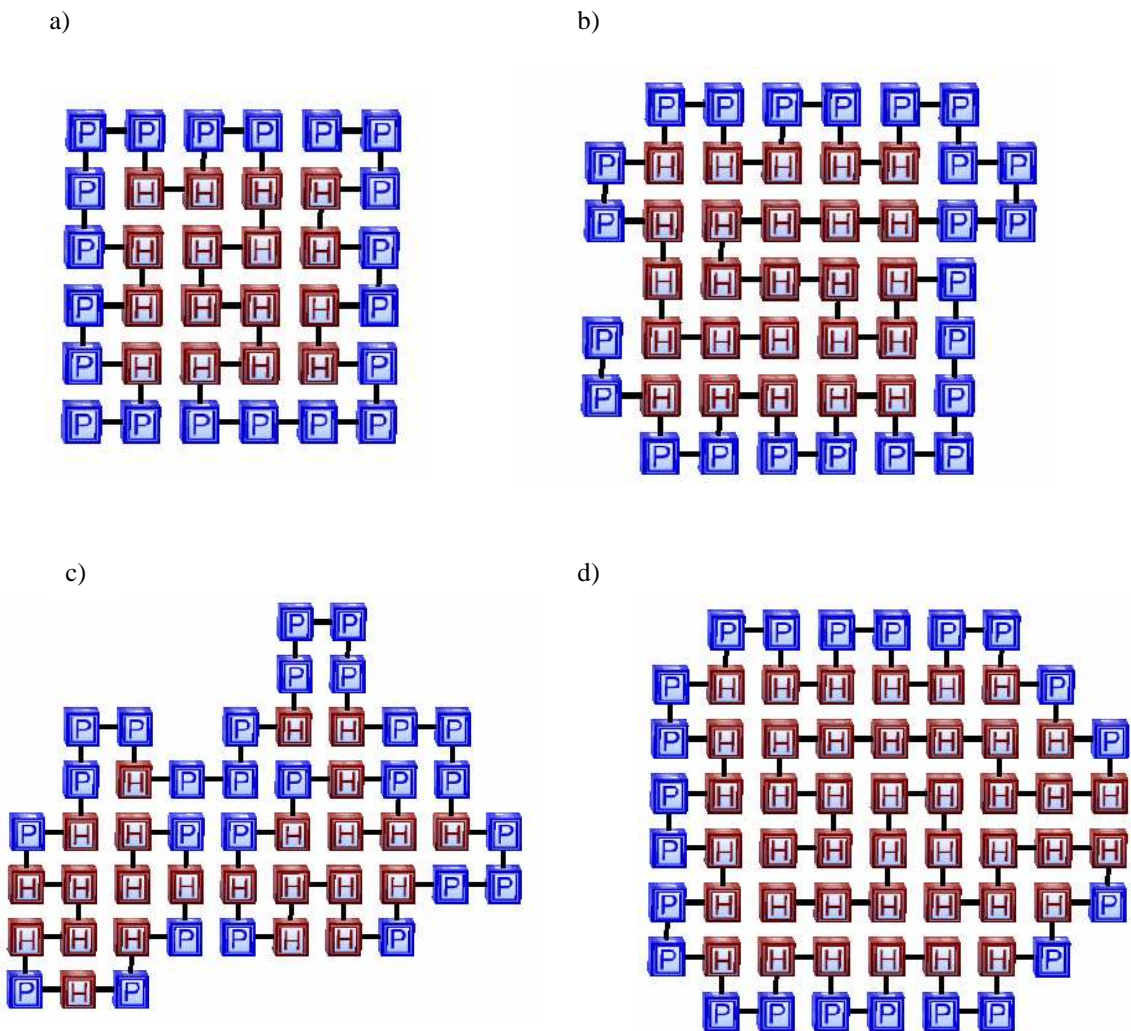 a)
P P P P P P
P H H H H P
P H H H H P
P H H H H P
P H H H H P
P P P P P P
b)
P P P P P P
P H H H H H P P
P H H H H H P P
H H H H H P
P H H H H H P
P H H H H H P
P P P P P P
c)
P P
P P
P P P H H P P
P H P P P H P P
P H H P P H H H H P
H H H H H H H H P P
H H H P P H H P
P H P
d)
P P P P P P
P H H H H H H P
P H H H H H H H P
P H H H H H H H H
P H H H H H H H H
P H H H H H H H P
P H H H H H H P
P P P P P P